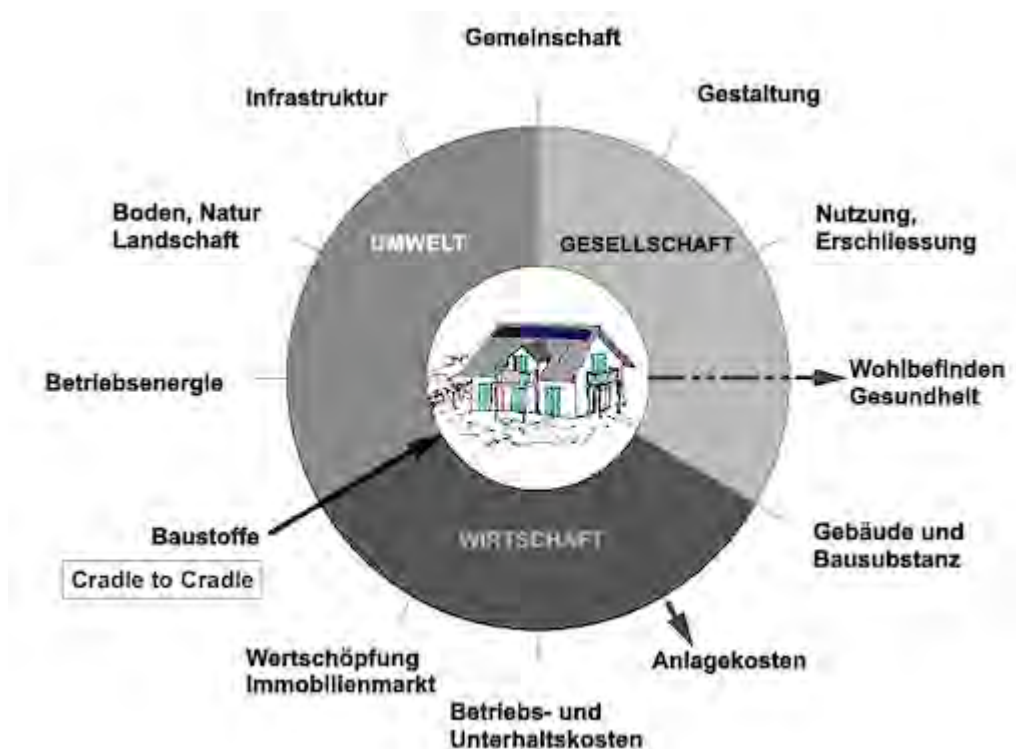 Gemeinschaft
Infrastruktur
Gestaltung
Boden, Natur
Landschaft
UMWELT
GESELLSCHAFT
Nutzung,
Erschliessung
Betriebsenergie
Wohlbefinden
Gesundheit
Baustoffe
Cradle to Cradle
WIRTSCHAFT
Gebäude und
Bausubstanz
Wertschöpfung
Immobilienmarkt
Anlagekosten
Betriebs- und
Unterhaltskosten